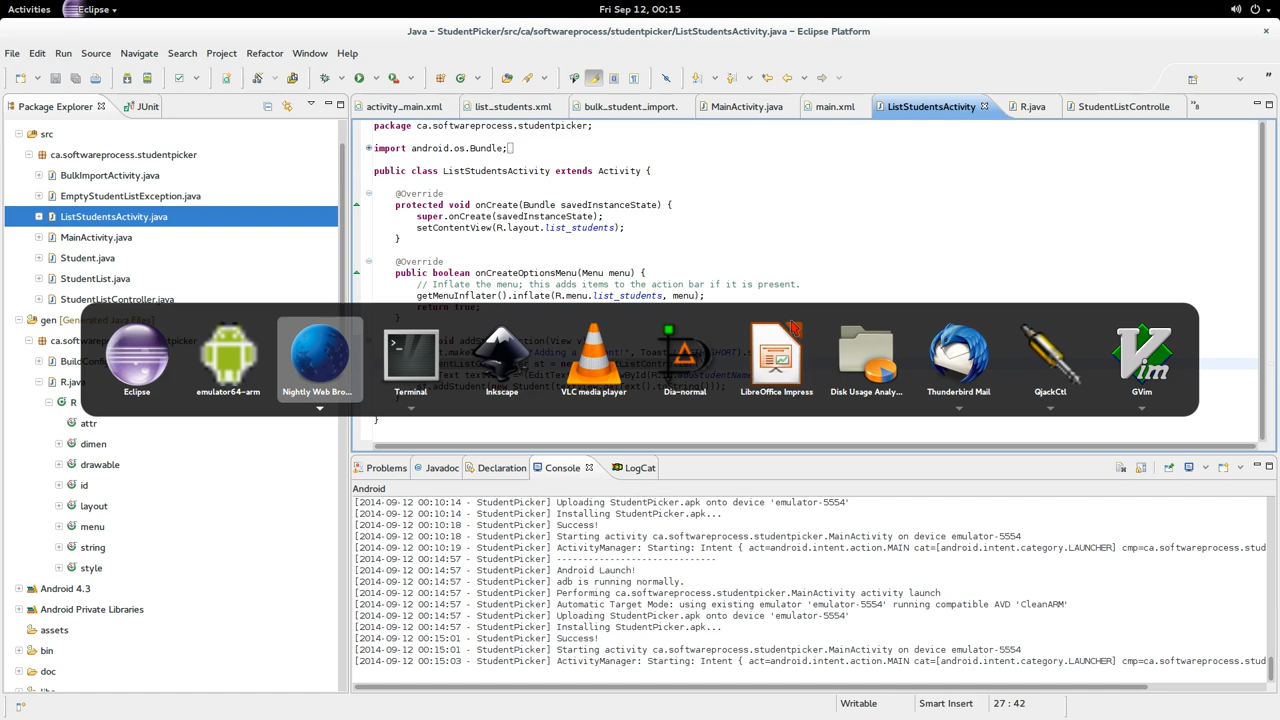 Activities
Eclipse
Fri Sep 12, 00:15
Java – StudentPicker/src/ca/softwareprocess/studentpicker/ListStudentsActivity.java – Eclipse Platform
File Edit Run Source Navigate Search Project Refactor Window Help
Package Explorer
JUnit
activity_main.xml
list_students.xml
bulk_student_import.
MainActivity.java
main.xml
ListStudentsActivity
R.java
StudentListControlle
»8
src
ca.softwareprocess.studentpicker
BulkImportActivity.java
EmptyStudentListException.java
ListStudentsActivity.java
MainActivity.java
Student.java
StudentList.java
StudentListController.java
gen [Generated Java Files]
R.java
R
attr
dimen
drawable
id
layout
menu
string
style
Android 4.3
Android Private Libraries
assets
bin
doc
package ca.softwareprocess.studentpicker;
import android.os.Bundle;
public class ListStudentsActivity extends Activity {
@Override
protected void onCreate(Bundle savedInstanceState) {
super.onCreate(savedInstanceState);
setContentView(R.layout.list_students);
}
@Override
public boolean onCreateOptionsMenu(Menu menu) {
// Inflate the menu; this adds items to the action bar if it is present.
getMenuInflater().inflate(R.menu.list_students, menu);
return true;
}
}
Eclipse
emulator64-arm
Nightly Web Bro...
Terminal
Inkscape
VLC media player
Dia-normal
LibreOffice Impress
Disk Usage Analy...
Thunderbird Mail
QjackCtl
GVim
Problems
Javadoc
Declaration
Console
LogCat
Android
[2014-09-12 00:10:14 - StudentPicker] Uploading StudentPicker.apk onto device 'emulator-5554'
[2014-09-12 00:10:14 - StudentPicker] Installing StudentPicker.apk...
[2014-09-12 00:10:18 - StudentPicker] Success!
[2014-09-12 00:10:18 - StudentPicker] Starting activity ca.softwareprocess.studentpicker.MainActivity on device emulator-5554
[2014-09-12 00:10:19 - StudentPicker] ActivityManager: Starting: Intent { act=android.intent.action.MAIN cat=[android.intent.category.LAUNCHER] cmp=ca.softwareprocess.stud
[2014-09-12 00:14:57 - StudentPicker] ------------------------------
[2014-09-12 00:14:57 - StudentPicker] Android Launch!
[2014-09-12 00:14:57 - StudentPicker] adb is running normally.
[2014-09-12 00:14:57 - StudentPicker] Performing ca.softwareprocess.studentpicker.MainActivity activity launch
[2014-09-12 00:14:57 - StudentPicker] Automatic Target Mode: using existing emulator 'emulator-5554' running compatible AVD 'CleanARM'
[2014-09-12 00:14:57 - StudentPicker] Uploading StudentPicker.apk onto device 'emulator-5554'
[2014-09-12 00:14:57 - StudentPicker] Installing StudentPicker.apk...
[2014-09-12 00:15:01 - StudentPicker] Success!
[2014-09-12 00:15:01 - StudentPicker] Starting activity ca.softwareprocess.studentpicker.MainActivity on device emulator-5554
[2014-09-12 00:15:03 - StudentPicker] ActivityManager: Starting: Intent { act=android.intent.action.MAIN cat=[android.intent.category.LAUNCHER] cmp=ca.softwareprocess.stud
Writable
Smart Insert
27 : 42